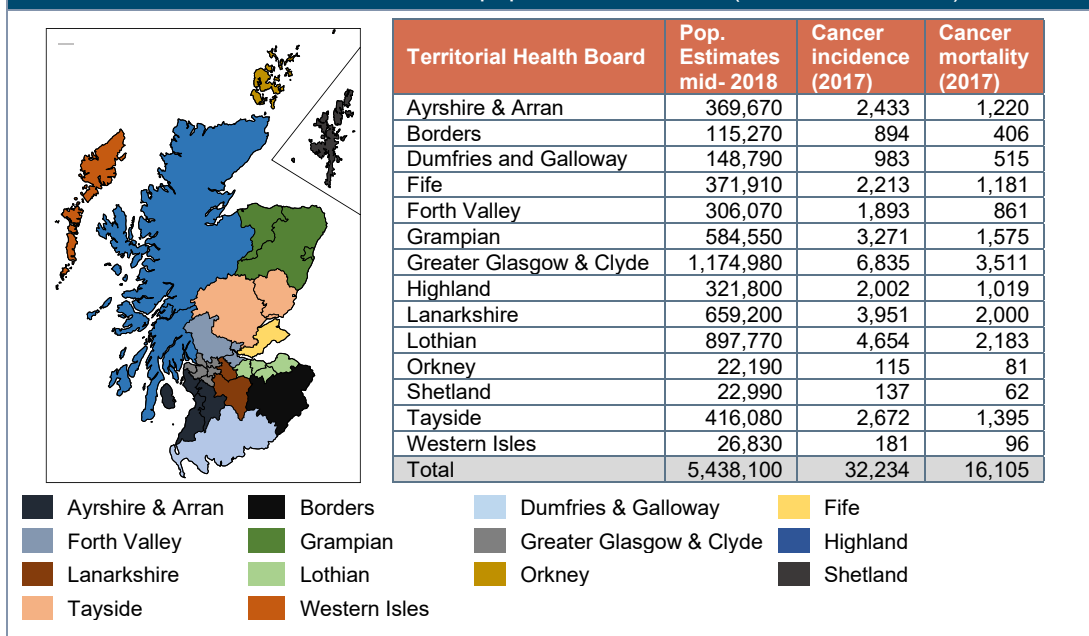 Territorial Health Board Pop. Estimates mid- 2018 Cancer incidence (2017) Cancer mortality (2017)
Ayrshire & Arran 369,670 2,433 1,220
Borders 115,270 894 406
Dumfries and Galloway 148,790 983 515
Fife 371,910 2,213 1,181
Forth Valley 306,070 1,893 861
Grampian 584,550 3,271 1,575
Greater Glasgow & Clyde 1,174,980 6,835 3,511
Highland 321,800 2,002 1,019
Lanarkshire 659,200 3,951 2,000
Lothian 897,770 4,654 2,183
Orkney 22,190 115 81
Shetland 22,990 137 62
Tayside 416,080 2,672 1,395
Western Isles 26,830 181 96
Total 5,438,100 32,234 16,105
Ayrshire & Arran Borders Dumfries & Galloway Fife
Forth Valley Grampian Greater Glasgow & Clyde Highland
Lanarkshire Lothian Orkney Shetland
Tayside Western Isles